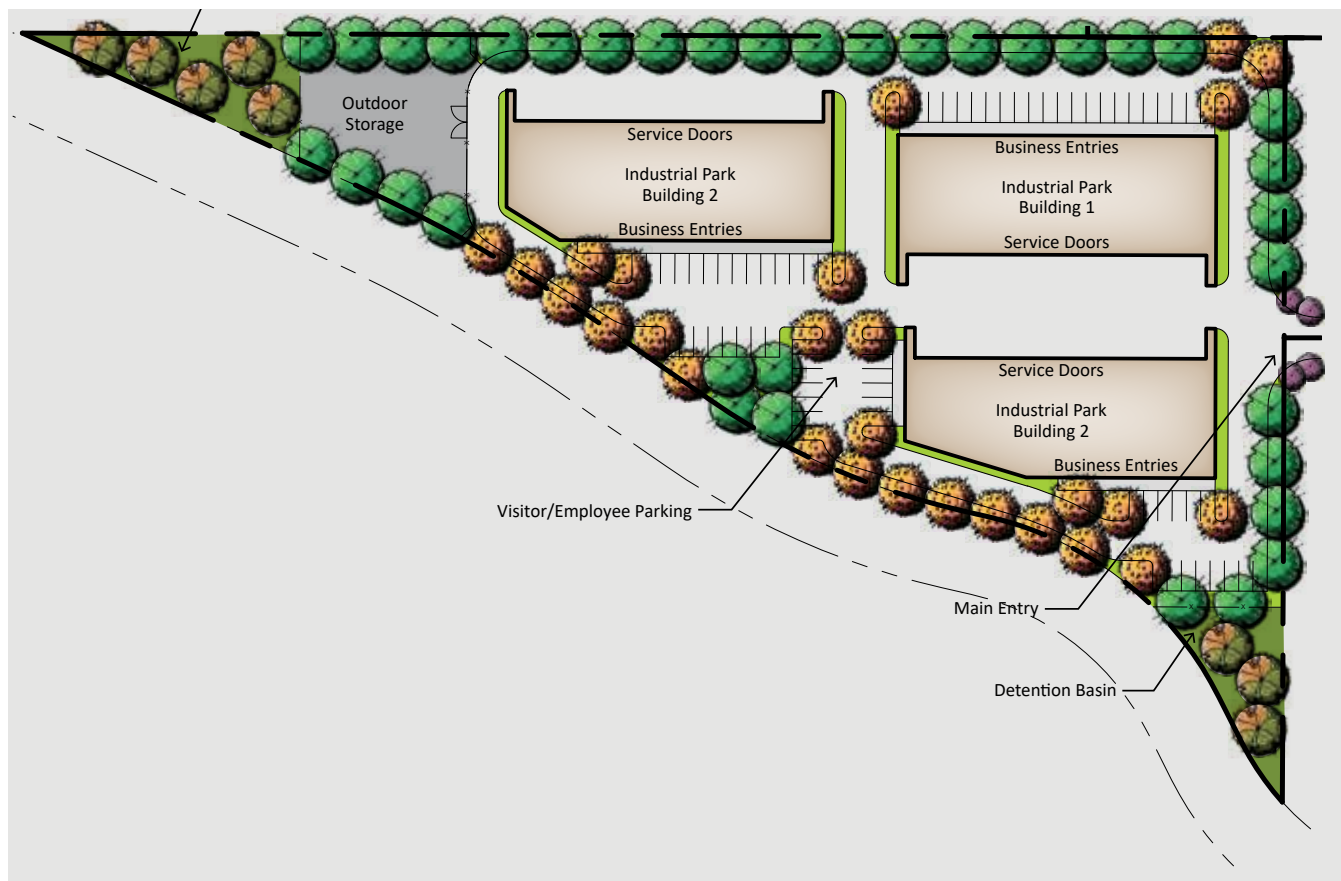 Outdoor
Storage
Service Doors
Industrial Park
Building 2
Business Entries
Business Entries
Industrial Park
Building 1
Service Doors
Service Doors
Industrial Park
Building 2
Business Entries
Visitor/Employee Parking
Main Entry
Detention Basin